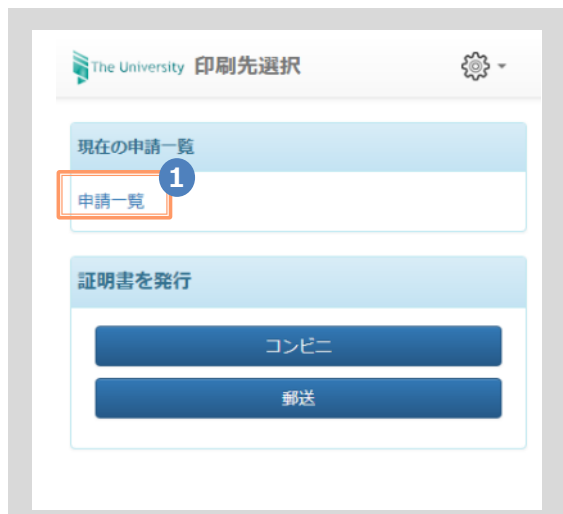 The University 印刷先選択
現在の申請一覧
1
申請一覧
証明書を発行
コンビニ
郵送